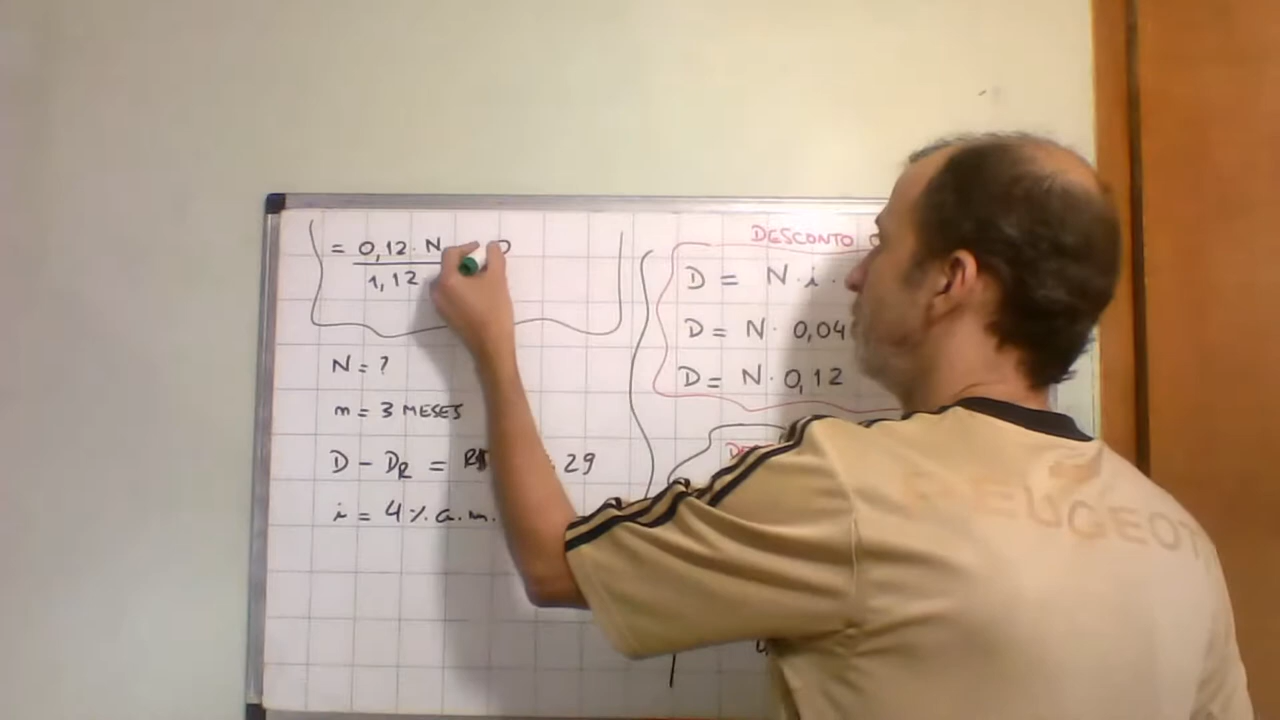 = 0,12 · N
1,12
N = ?
m = 3 MESES
D - DR = R$ 29
i = 4 %. a.m.
DESCONTO
D = N · i ·
D = N · 0,04
D = N · 0,12
PEUGEOT